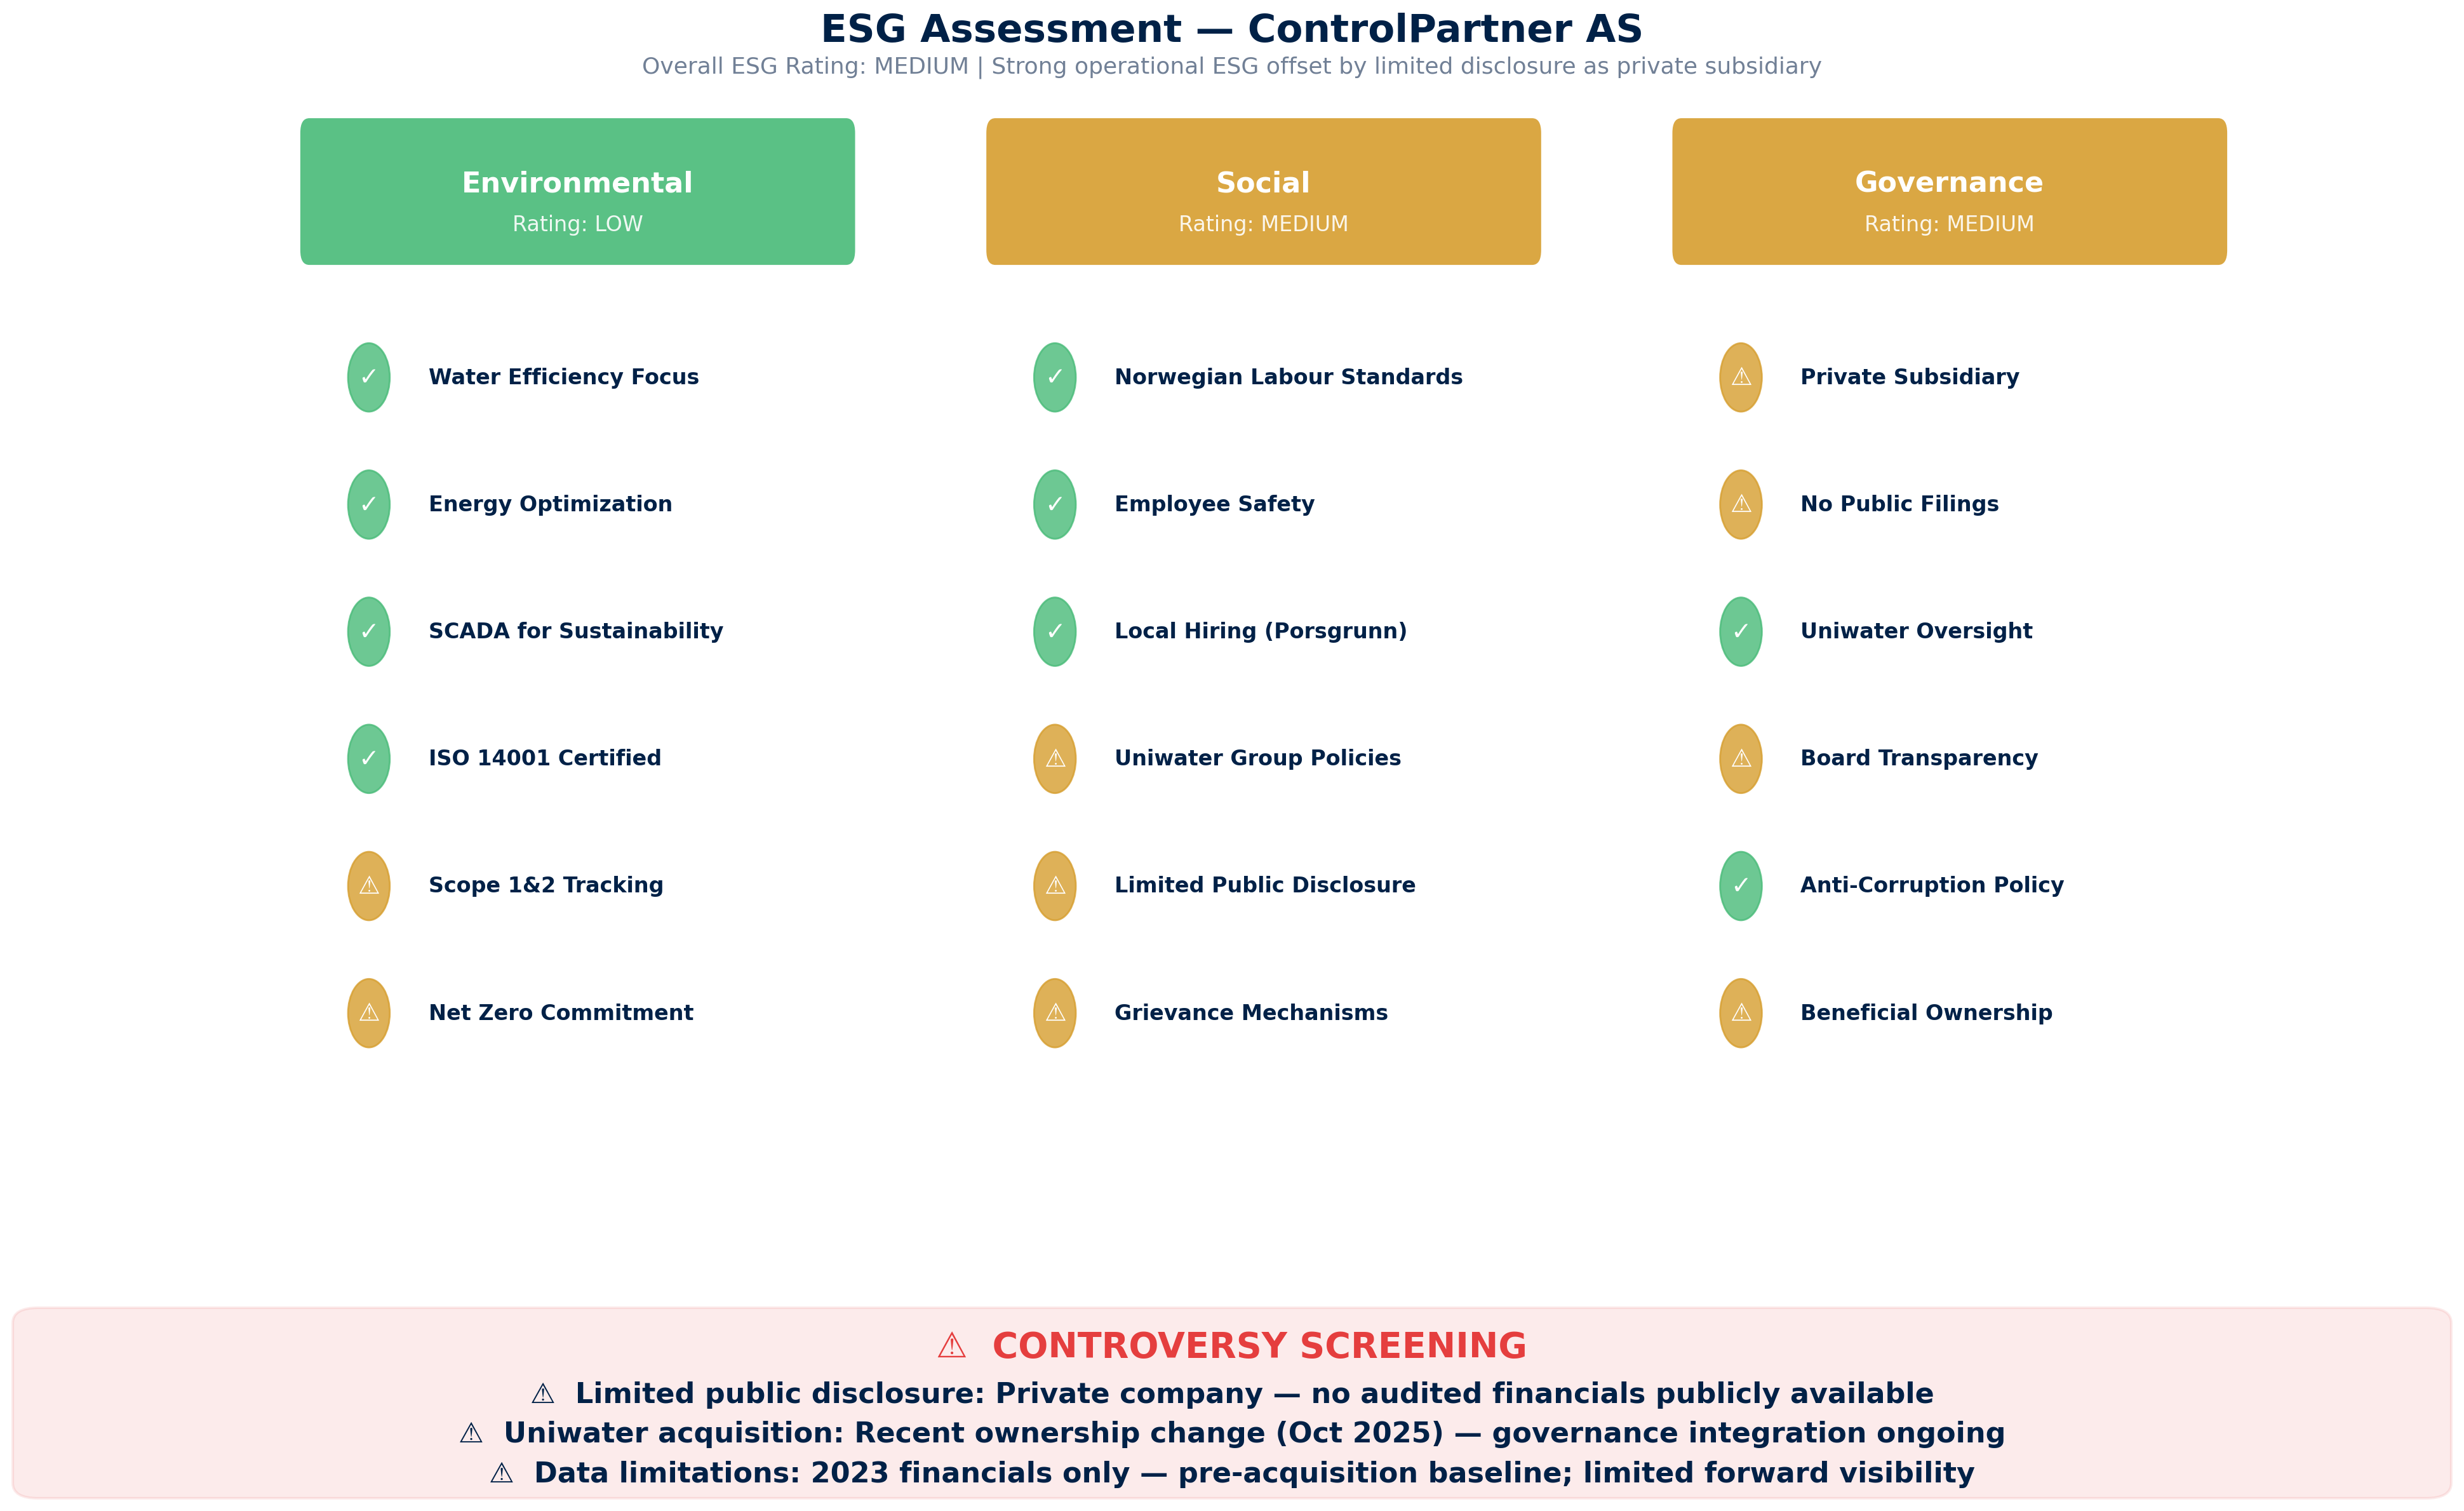 ESG Assessment — ControlPartner AS
Overall ESG Rating: MEDIUM | Strong operational ESG offset by limited disclosure as private subsidiary
Environmental
Rating: LOW
✓ Water Efficiency Focus
✓ Energy Optimization
✓ SCADA for Sustainability
✓ ISO 14001 Certified
⚠ Scope 1&2 Tracking
⚠ Net Zero Commitment
Social
Rating: MEDIUM
✓ Norwegian Labour Standards
✓ Employee Safety
✓ Local Hiring (Porsgrunn)
⚠ Uniwater Group Policies
⚠ Limited Public Disclosure
⚠ Grievance Mechanisms
Governance
Rating: MEDIUM
⚠ Private Subsidiary
⚠ No Public Filings
✓ Uniwater Oversight
⚠ Board Transparency
✓ Anti-Corruption Policy
⚠ Beneficial Ownership
⚠ CONTROVERSY SCREENING
⚠ Limited public disclosure: Private company — no audited financials publicly available
⚠ Uniwater acquisition: Recent ownership change (Oct 2025) — governance integration ongoing
⚠ Data limitations: 2023 financials only — pre-acquisition baseline; limited forward visibility